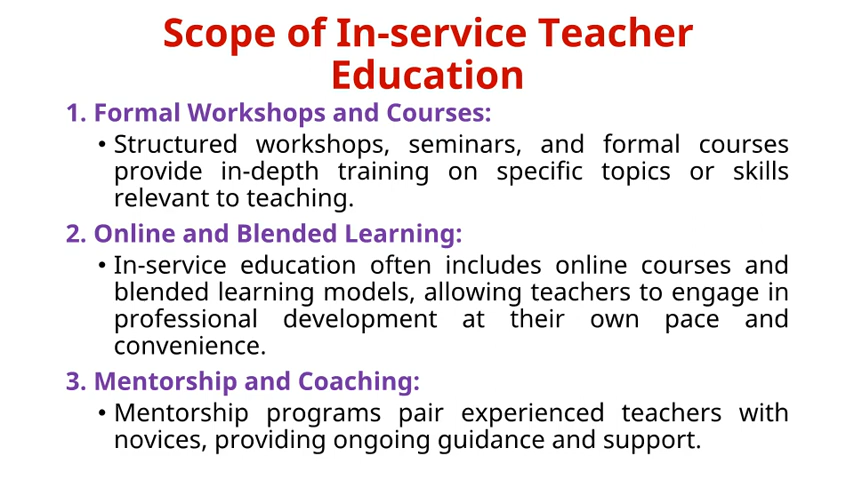 Scope of In-service Teacher
Education
1. Formal Workshops and Courses:
• Structured workshops, seminars, and formal courses
provide in-depth training on specific topics or skills
relevant to teaching.
2. Online and Blended Learning:
• In-service education often includes online courses and
blended learning models, allowing teachers to engage in
professional development at their own pace and
convenience.
3. Mentorship and Coaching:
• Mentorship programs pair experienced teachers with
novices, providing ongoing guidance and support.